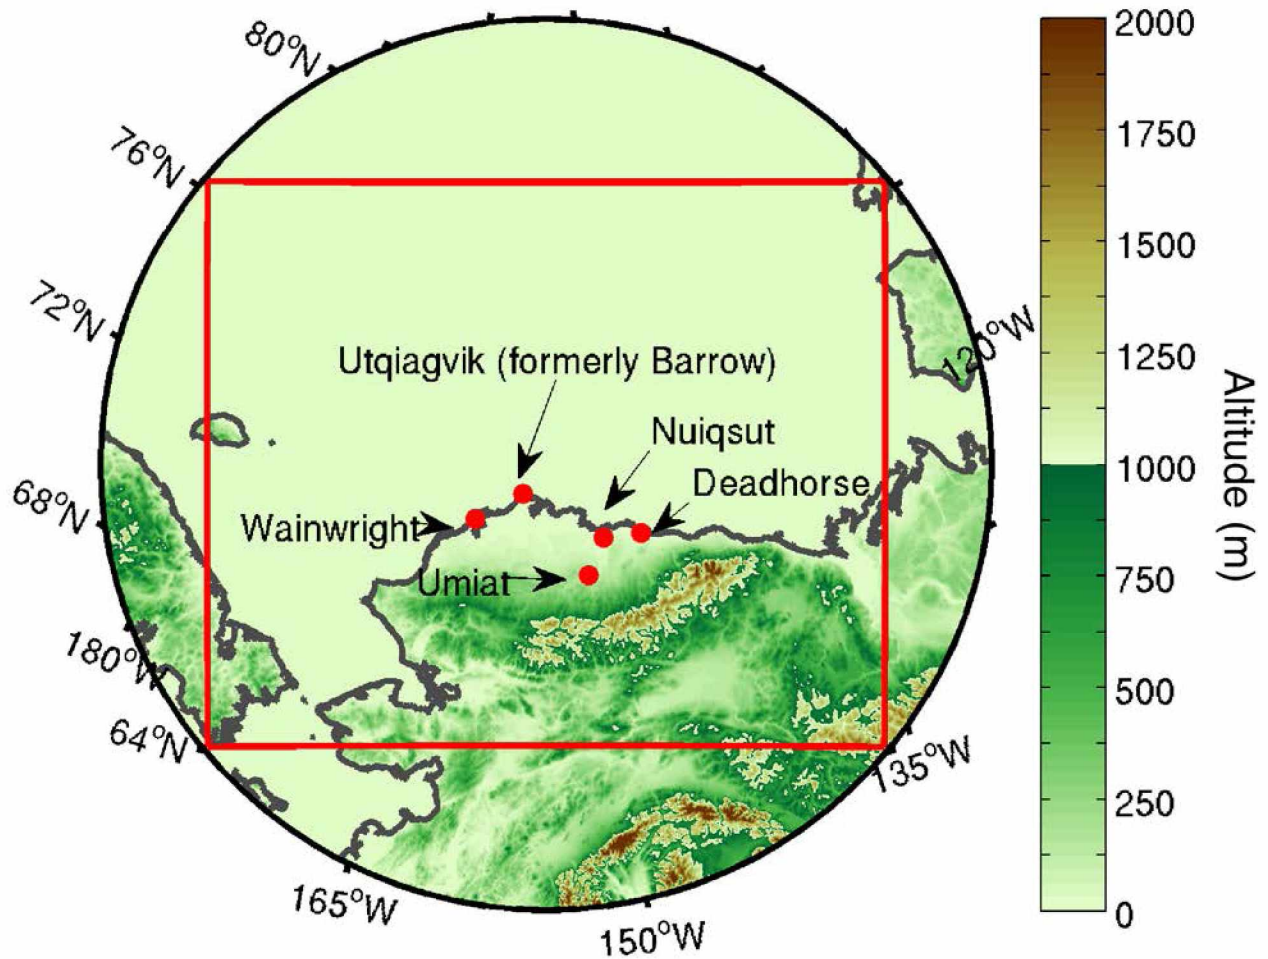 80°N
76°N
72°N
68°N
180°W
64°N
165°W
150°W
135°W
120°W
Utqiagvik (formerly Barrow)
Nuiqsut
Deadhorse
Wainwright
Umiat
2000
1750
1500
1250
1000
750
500
250
0
Altitude (m)